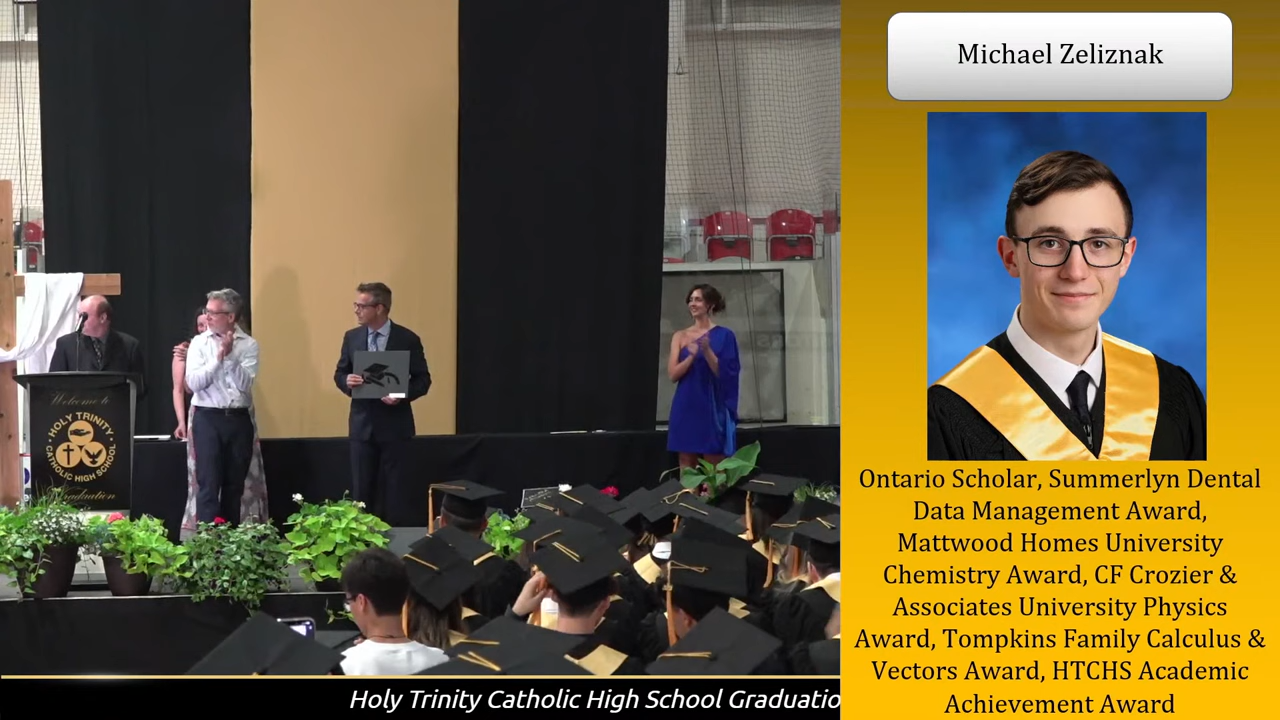 Michael Zeliznak
Ontario Scholar, Summerlyn Dental
Data Management Award,
Mattwood Homes University
Chemistry Award, CF Crozier &
Associates University Physics
Award, Tompkins Family Calculus &
Vectors Award, HTCHS Academic
Achievement Award
Welcome to
HOLY TRINITY
CATHOLIC HIGH SCHOOL
Graduation
Holy Trinity Catholic High School Graduatio